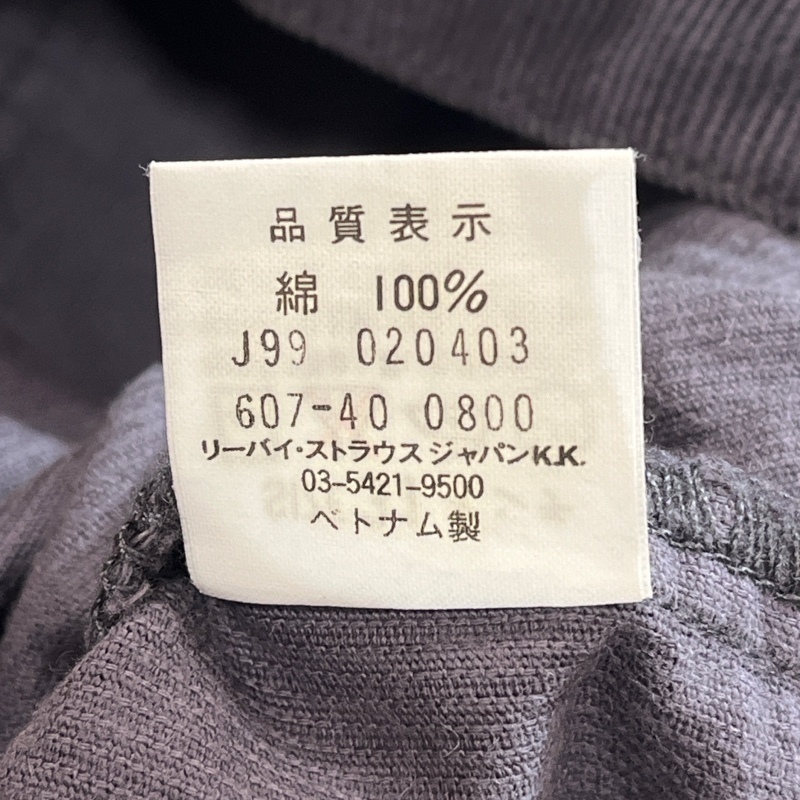 品質表示
綿 100%
J99 020403
607-40 0800
リーバイ・ストラウスジャパンK.K.
03-5421-9500
ベトナム製